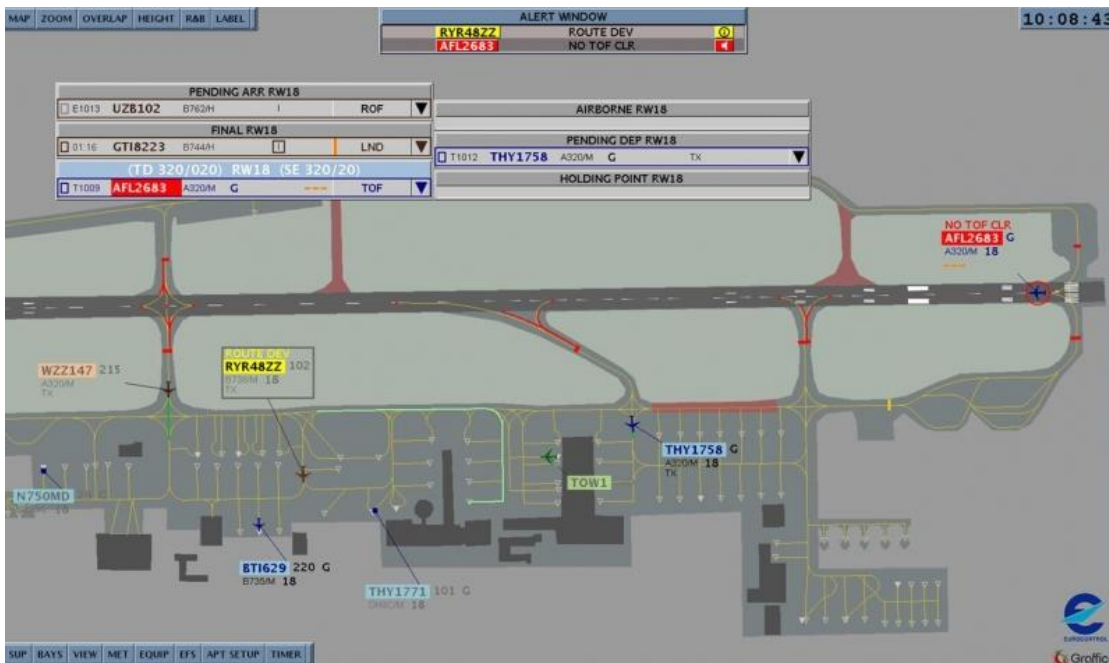 MAP ZOOM OVERLAP HEIGHT R&B LABEL
ALERT WINDOW
RYR48ZZ ROUTE DEV
AFL2683 NO TOF CLR
10:08:43
PENDING ARR RW18
E1013 UZB102 B762/H I ROF
FINAL RW18
01:16 GTI8223 B744/H I LND
(TD 320/020) RW18 (SE 320/20)
T1009 AFL2683 A320/M G --- TOF
AIRBORNE RW18
PENDING DEP RW18
T1012 THY1758 A320/M G TX
HOLDING POINT RW18
NO TOF CLR
AFL2683 G
A320/M 18
---
WZZ147 215
A320/M
TX
ROUTE DEV
RYR48ZZ 102
B738/M 18
TX
THY1758 G
A320/M 18
TX
TOW1
N750MD
BTI629 220 G
B735/M 18
THY1771 101 G
DH8C/M 18
EUROCONTROL
Graffic
SUP BAYS VIEW MET EQUIP EFS APT SETUP TIMER